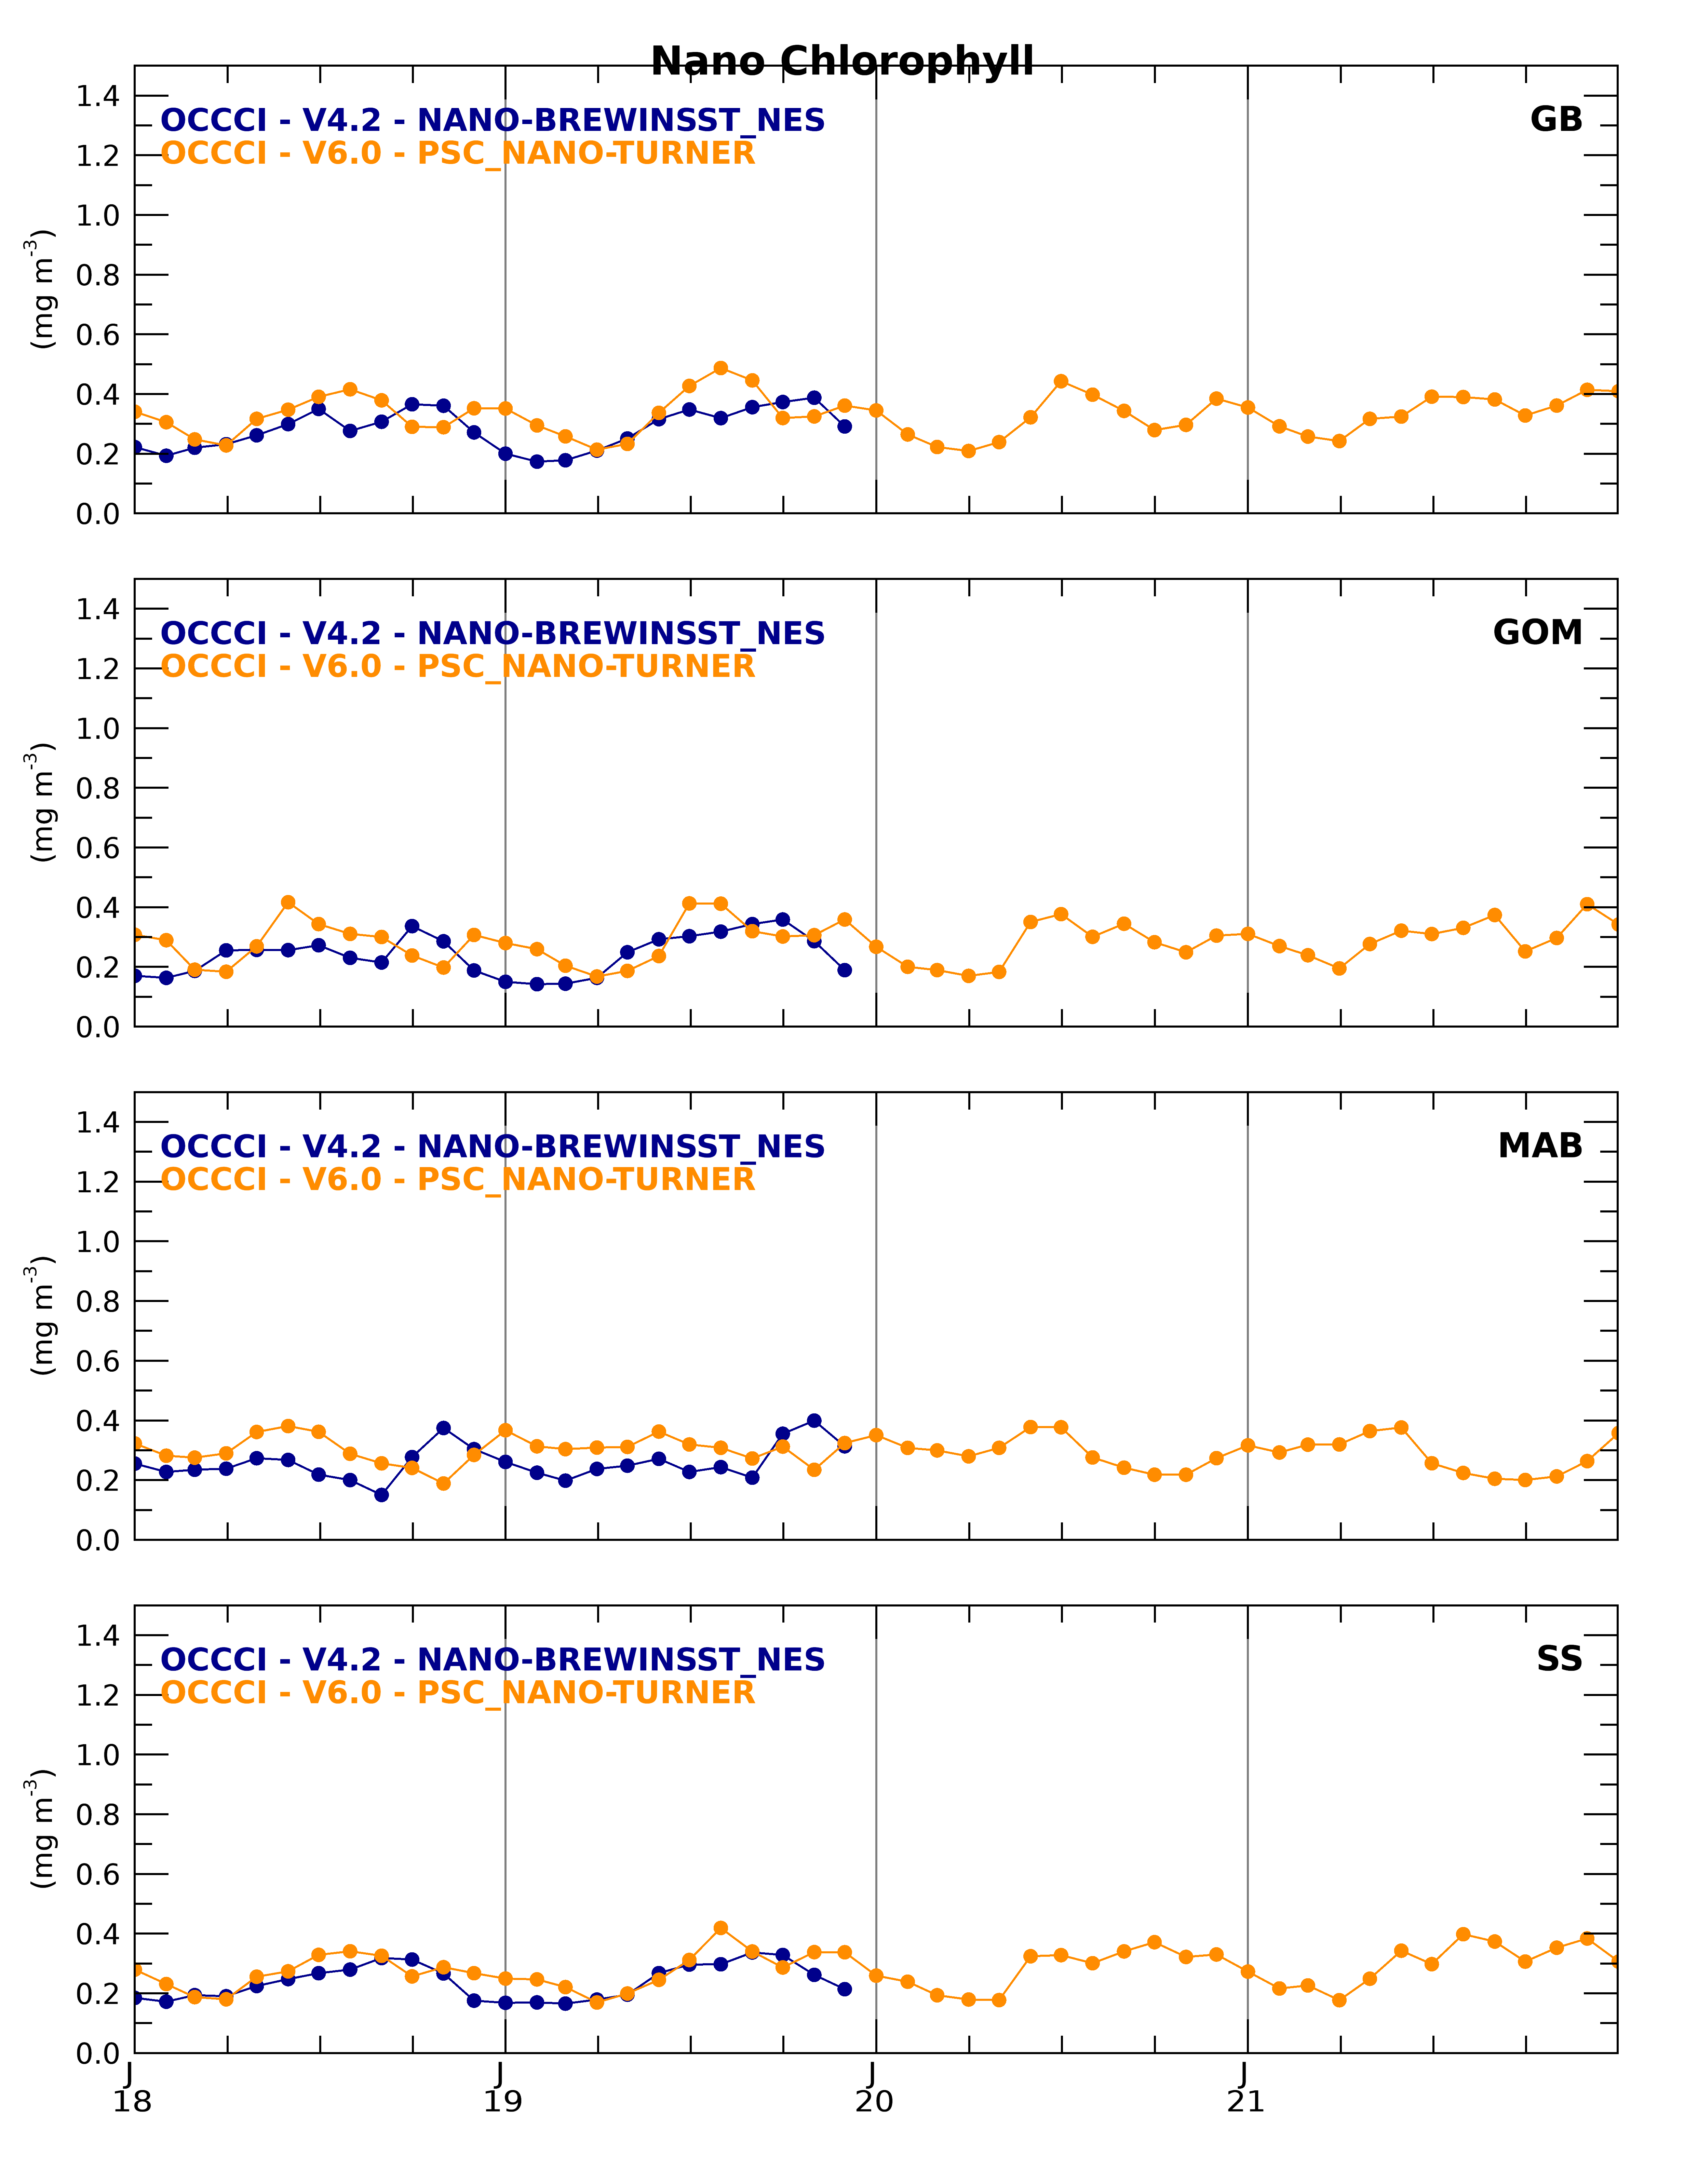 Nano Chlorophyll
OCCCI - V4.2 - NANO-BREWINSST_NES
GB
OCCCI - V6.0 - PSC_NANO-TURNER
1.4
1.2
1.0
0.8
0.6
0.4
0.2
0.0
(mg m-3)
OCCCI - V4.2 - NANO-BREWINSST_NES
GOM
OCCCI - V6.0 - PSC_NANO-TURNER
1.4
1.2
1.0
0.8
0.6
0.4
0.2
0.0
(mg m-3)
OCCCI - V4.2 - NANO-BREWINSST_NES
MAB
OCCCI - V6.0 - PSC_NANO-TURNER
1.4
1.2
1.0
0.8
0.6
0.4
0.2
0.0
(mg m-3)
OCCCI - V4.2 - NANO-BREWINSST_NES
SS
OCCCI - V6.0 - PSC_NANO-TURNER
1.4
1.2
1.0
0.8
0.6
0.4
0.2
0.0
(mg m-3)
J J J J
18 19 20 21